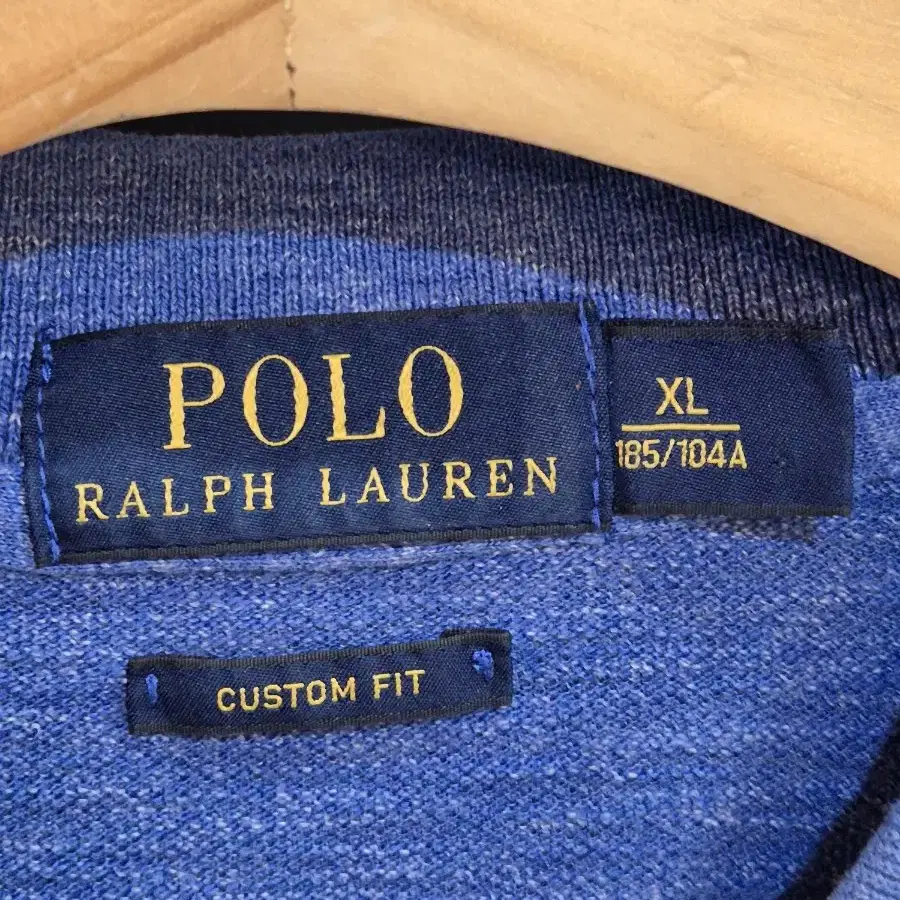 POLO
RALPH LAUREN
XL
185/104A
CUSTOM FIT